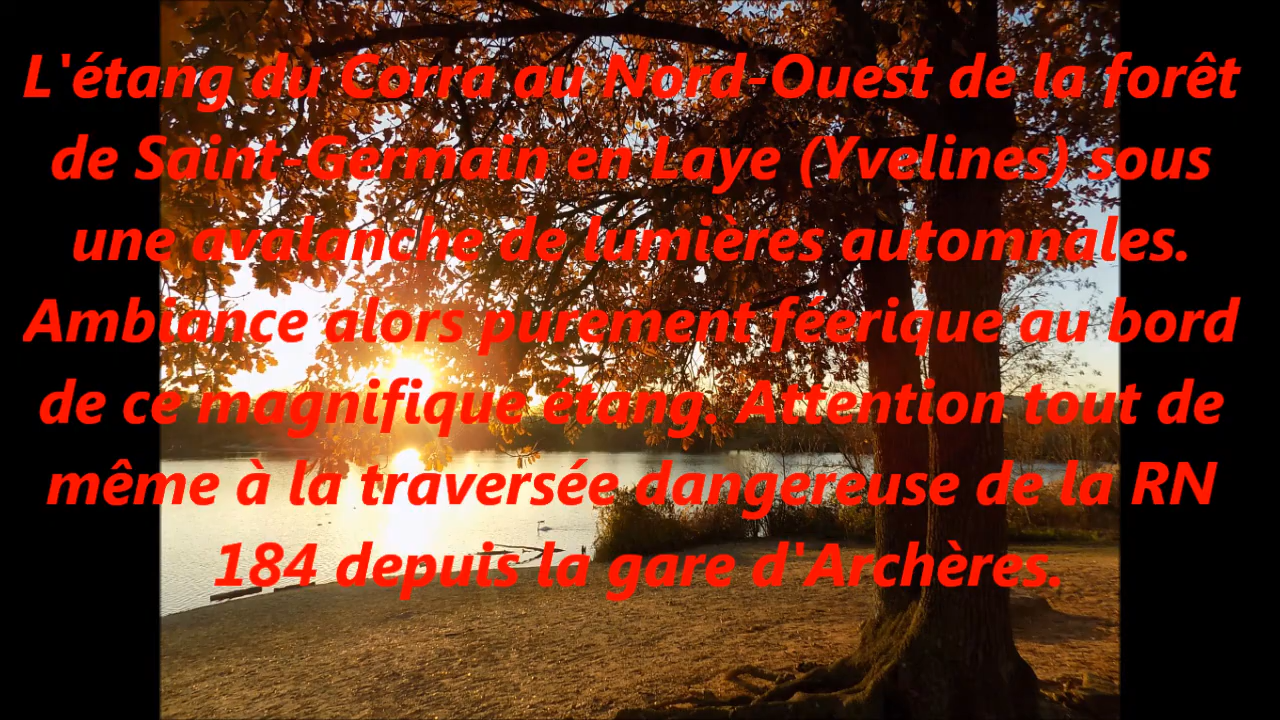 L'étang du Corra au Nord-Ouest de la forêt
de Saint-Germain en Laye (Yvelines) sous
une avalanche de lumières automnales.
Ambiance alors purement féerique au bord
de ce magnifique étang. Attention tout de
même à la traversée dangereuse de la RN
184 depuis la gare d'Archères.